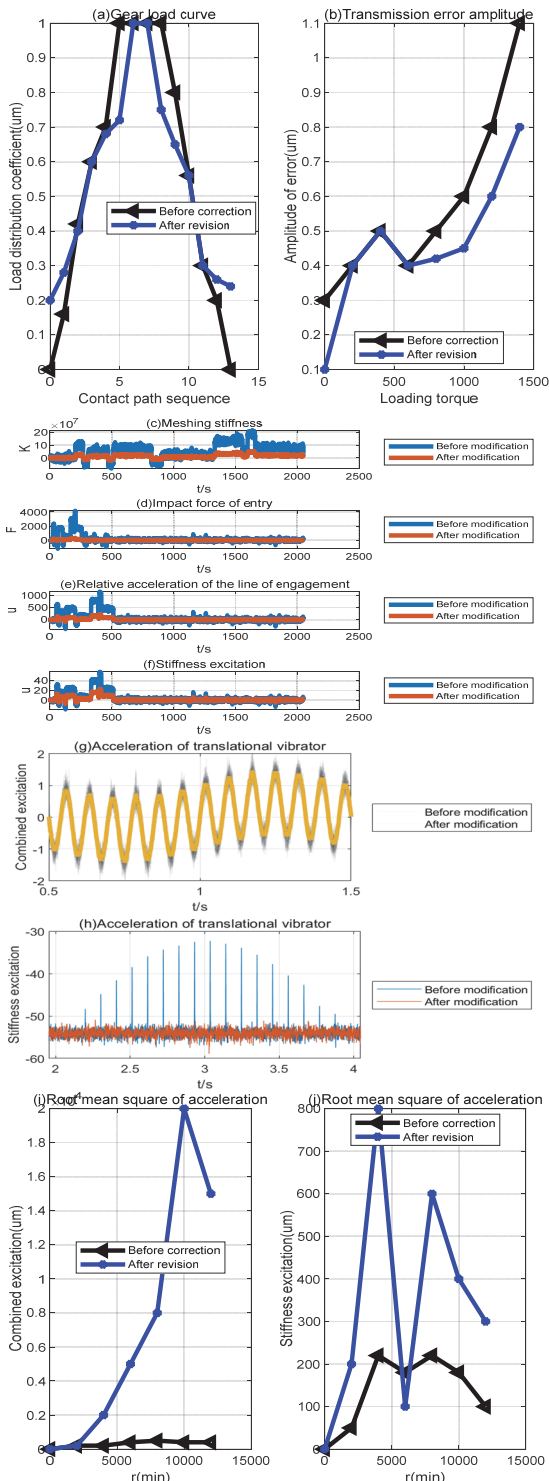 (a)Gear load curve
Load distribution coefficient(um)
1
0.9
0.8
0.7
0.6
0.5
0.4
0.3
0.2
0.1
0
0
5
10
15
Before correction
After revision
Contact path sequence
(b)Transmission error amplitude
Amplitude of error(um)
1.1
1
0.9
0.8
0.7
0.6
0.5
0.4
0.3
0.2
0.1
0
500
1000
1500
Before correction
After revision
Loading torque
(c)Meshing stiffness
×10⁷
K
20
10
0
0
500
1000
1500
2000
2500
t/s
Before modification
After modification
(d)Impact force of entry
F
4000
2000
0
0
500
1000
1500
2000
2500
t/s
Before modification
After modification
(e)Relative acceleration of the line of engagement
u
1000
500
0
0
500
1000
1500
2000
2500
t/s
Before modification
After modification
(f)Stiffness excitation
u
40
20
0
0
500
1000
1500
2000
2500
t/s
Before modification
After modification
(g)Acceleration of translational vibrator
Combined excitation
2
1
0
-1
-2
0.5
1
1.5
t/s
Before modification
After modification
(h)Acceleration of translational vibrator
Stiffness excitation
-30
-40
-50
-60
2
2.5
3
3.5
4
t/s
Before modification
After modification
(i)Root mean square of acceleration
Combined excitation(um)
2
1.8
1.6
1.4
1.2
1
0.8
0.6
0.4
0.2
0
0
5000
10000
15000
Before correction
After revision
r(min)
(j)Root mean square of acceleration
Stiffness excitation(um)
800
700
600
500
400
300
200
100
0
0
5000
10000
15000
Before correction
After revision
r(min)